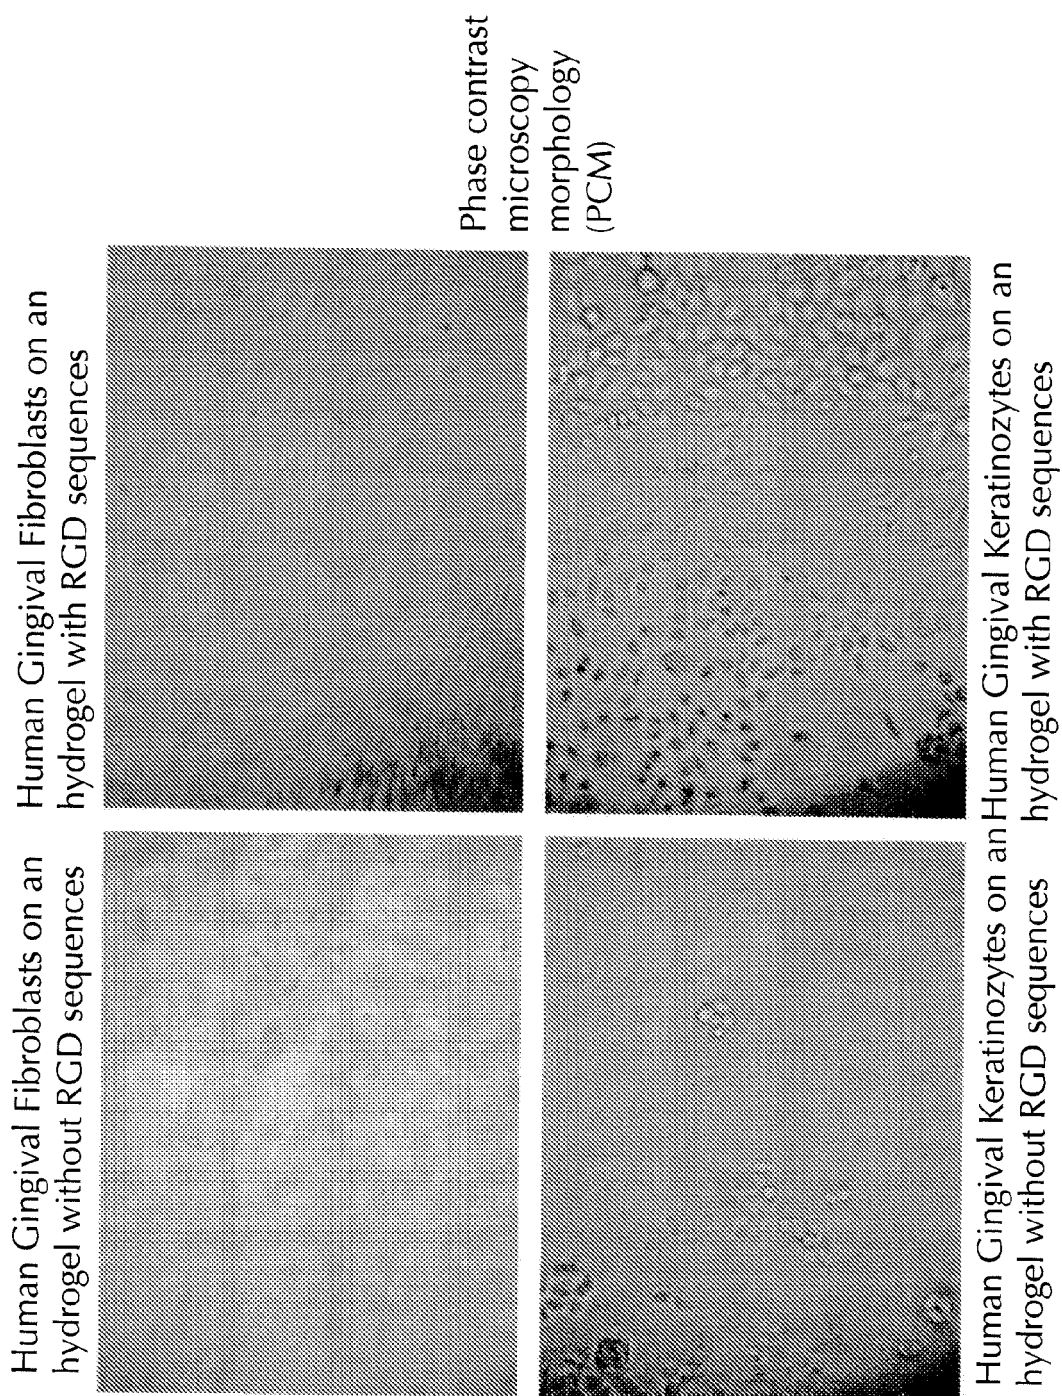 Human Gingival Fibroblasts on an
hydrogel without RGD sequences
Human Gingival Fibroblasts on an
hydrogel with RGD sequences
Phase contrast
microscopy
morphology
(PCM)
Human Gingival Keratinozytes on an
hydrogel without RGD sequences
Human Gingival Keratinozytes on an
hydrogel with RGD sequences